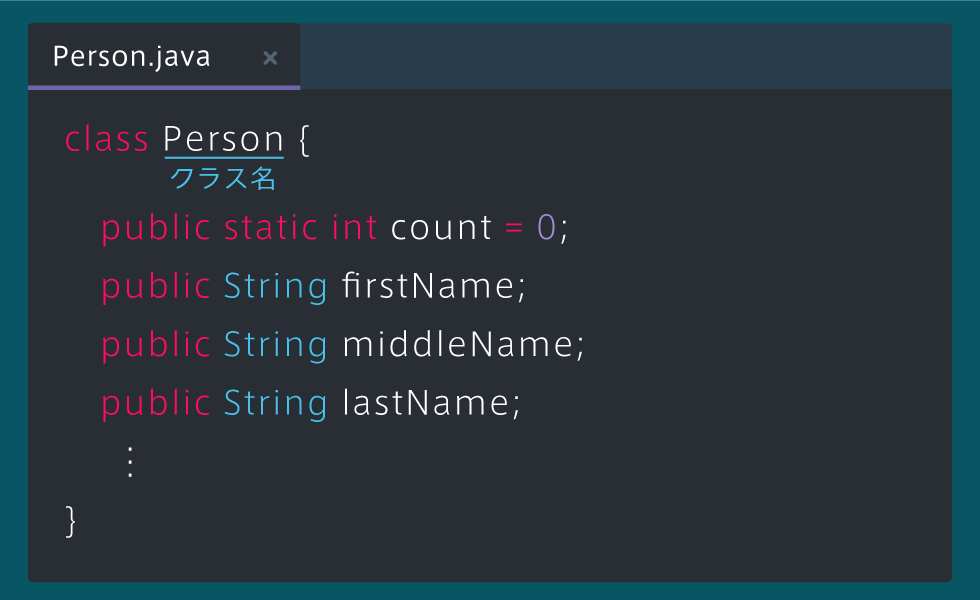 Person.java ×
class Person {
クラス名
public static int count = 0;
public String firstName;
public String middleName;
public String lastName;
⋮
}